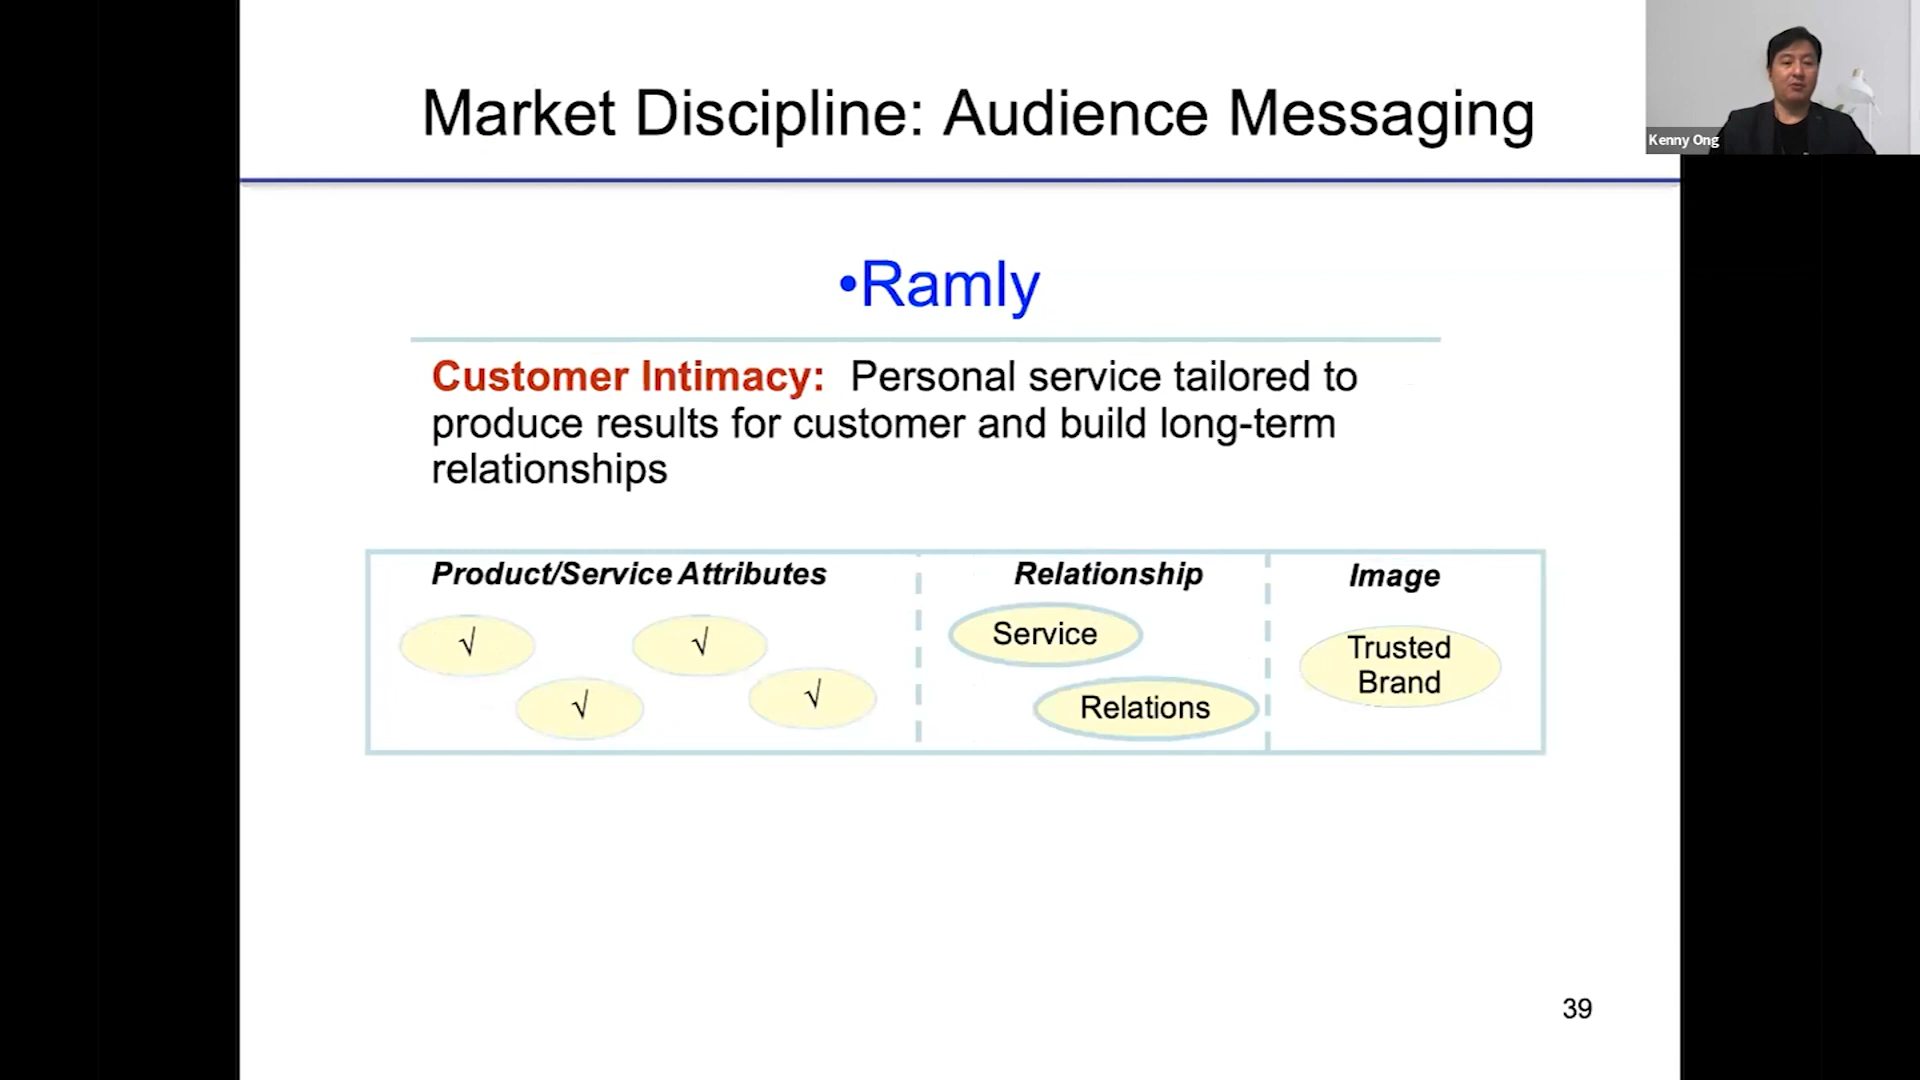 Market Discipline: Audience Messaging
Kenny Ong
•Ramly
Customer Intimacy: Personal service tailored to
produce results for customer and build long-term
relationships
Product/Service Attributes
√
√
√
√
Relationship
Service
Relations
Image
Trusted
Brand
39